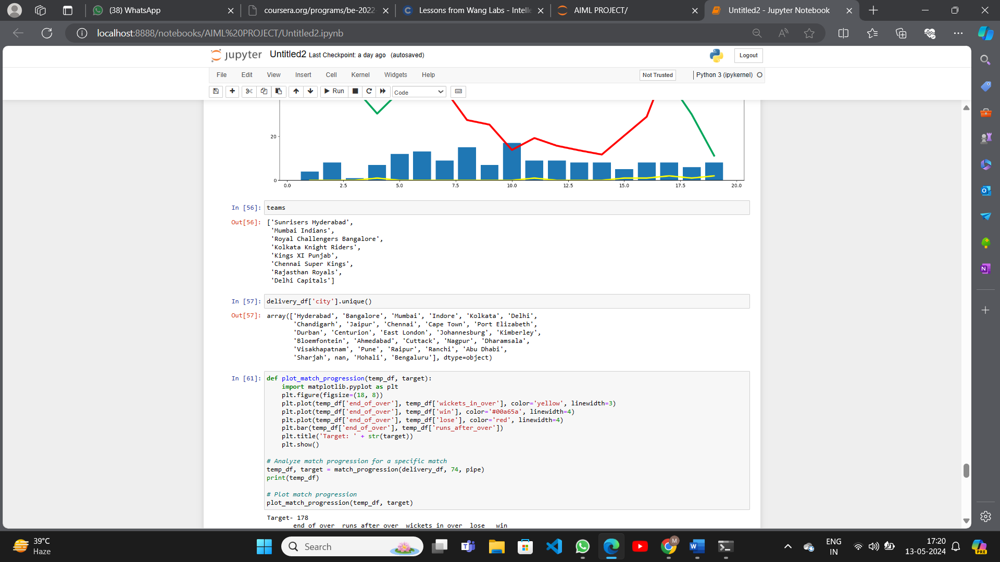 (38) WhatsApp
coursera.org/programs/be-2022-
Lessons from Wang Labs - Intelle
AIML PROJECT/
Untitled2 - Jupyter Notebook
localhost:8888/notebooks/AIML%20PROJECT/Untitled2.ipynb
jupyter Untitled2 Last Checkpoint: a day ago (autosaved)
Logout
File Edit View Insert Cell Kernel Widgets Help
Not Trusted
Python 3 (ipykernel)
Run
Code
20
0
0.0 2.5 5.0 7.5 10.0 12.5 15.0 17.5 20.0
In [56]: teams
Out[56]: ['Sunrisers Hyderabad',
'Mumbai Indians',
'Royal Challengers Bangalore',
'Kolkata Knight Riders',
'Kings XI Punjab',
'Chennai Super Kings',
'Rajasthan Royals',
'Delhi Capitals']
In [57]: delivery_df['city'].unique()
Out[57]: array(['Hyderabad', 'Bangalore', 'Mumbai', 'Indore', 'Kolkata', 'Delhi',
'Chandigarh', 'Jaipur', 'Chennai', 'Cape Town', 'Port Elizabeth',
'Durban', 'Centurion', 'East London', 'Johannesburg', 'Kimberley',
'Bloemfontein', 'Ahmedabad', 'Cuttack', 'Nagpur', 'Dharamsala',
'Visakhapatnam', 'Pune', 'Raipur', 'Ranchi', 'Abu Dhabi',
'Sharjah', nan, 'Mohali', 'Bengaluru'], dtype=object)
In [61]: def plot_match_progression(temp_df, target):
import matplotlib.pyplot as plt
plt.figure(figsize=(18, 8))
plt.plot(temp_df['end_of_over'], temp_df['wickets_in_over'], color='yellow', linewidth=3)
plt.plot(temp_df['end_of_over'], temp_df['win'], color='#00a65a', linewidth=4)
plt.plot(temp_df['end_of_over'], temp_df['lose'], color='red', linewidth=4)
plt.bar(temp_df['end_of_over'], temp_df['runs_after_over'])
plt.title('Target: ' + str(target))
plt.show()
# Analyze match progression for a specific match
temp_df, target = match_progression(delivery_df, 74, pipe)
print(temp_df)
# Plot match progression
plot_match_progression(temp_df, target)
Target- 178
end_of_over runs_after_over wickets_in_over lose win
39°C
Haze
Search
M
PRE
ENG
IN
17:20
13-05-2024